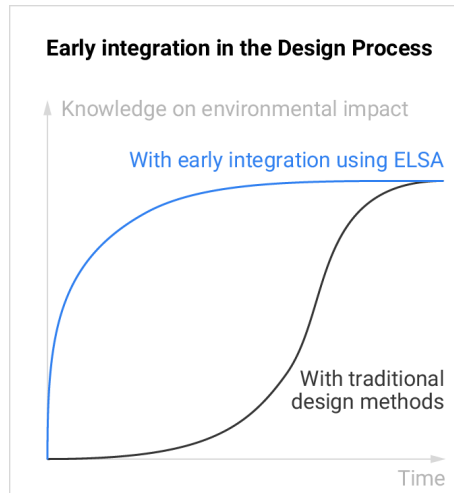 Early integration in the Design Process
Knowledge on environmental impact
With early integration using ELSA
With traditional
design methods
Time